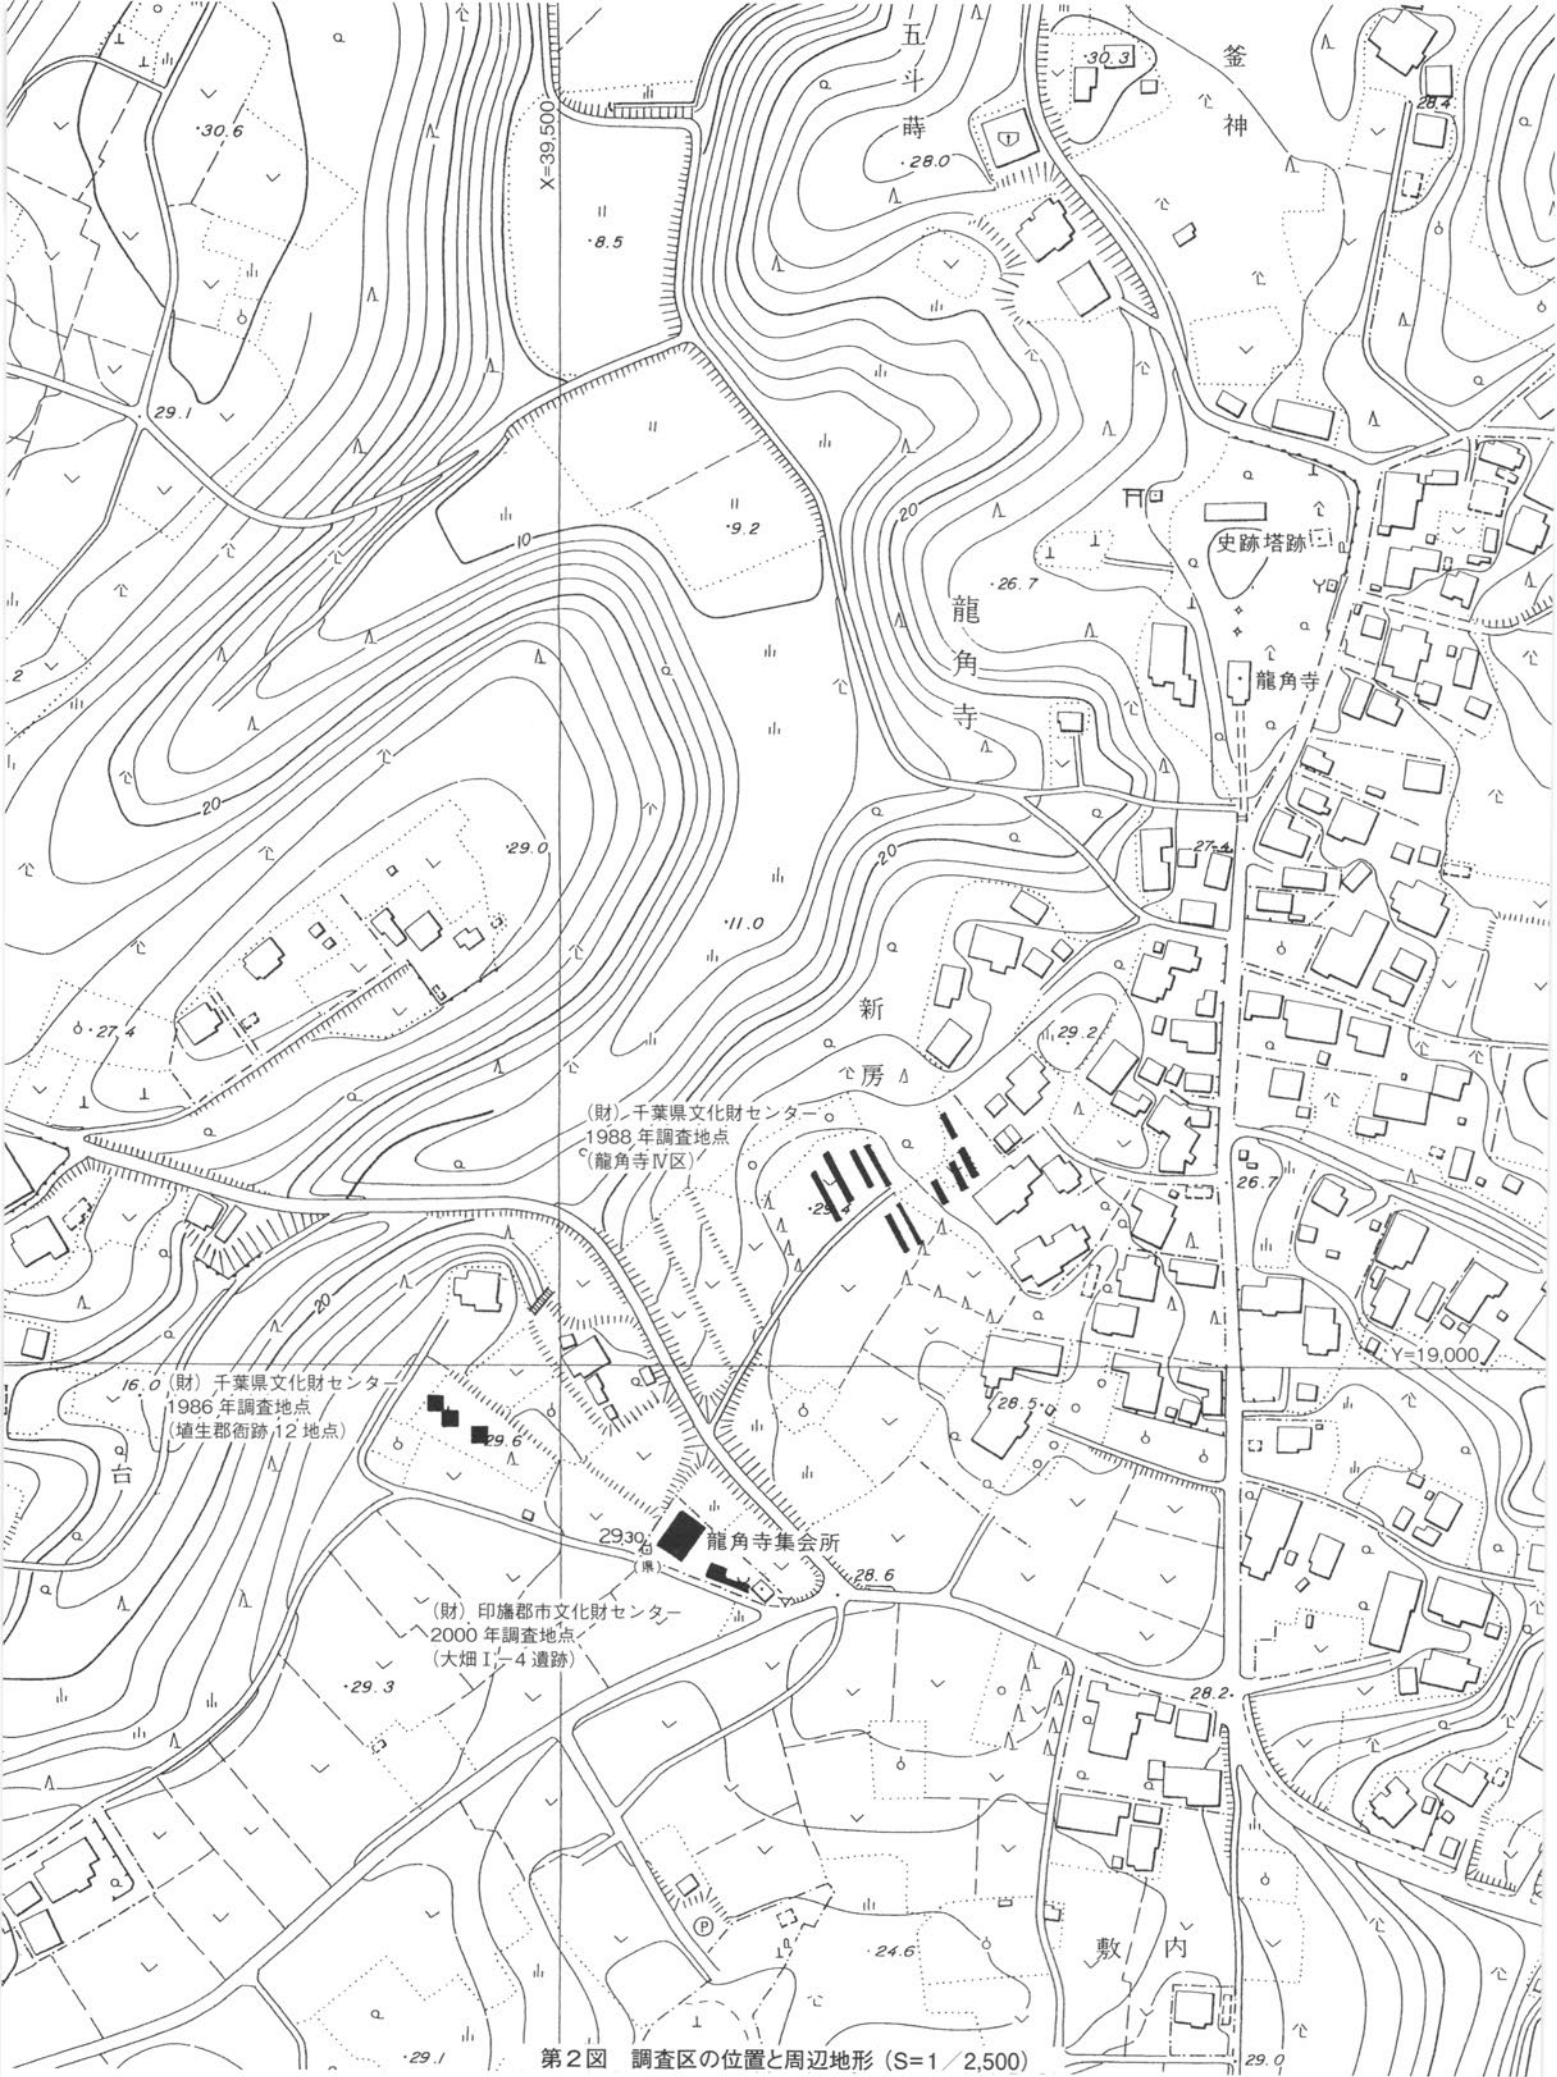 五斗蒔
釜神
30.3
28.4
30.6
X=39,500
28.0
8.5
29.1
9.2
10
20
史跡塔跡
26.7
龍角寺
龍角寺
20
29.0
27.4
20
11.0
新房
27.4
29.2
(財) 千葉県文化財センター
1988 年調査地点
(龍角寺Ⅳ区)
26.7
20
Y=19,000
16.0
(財) 千葉県文化財センター
1986 年調査地点
(埴生郡衙跡 12 地点)
29.6
28.5
台
29.30
(県)
龍角寺集会所
28.6
(財) 印旛郡市文化財センター
2000 年調査地点
(大畑Ⅰ-4 遺跡)
29.3
28.2
P
24.6
敷内
29.1
29.0
第2図 調査区の位置と周辺地形 (S=1／2,500)